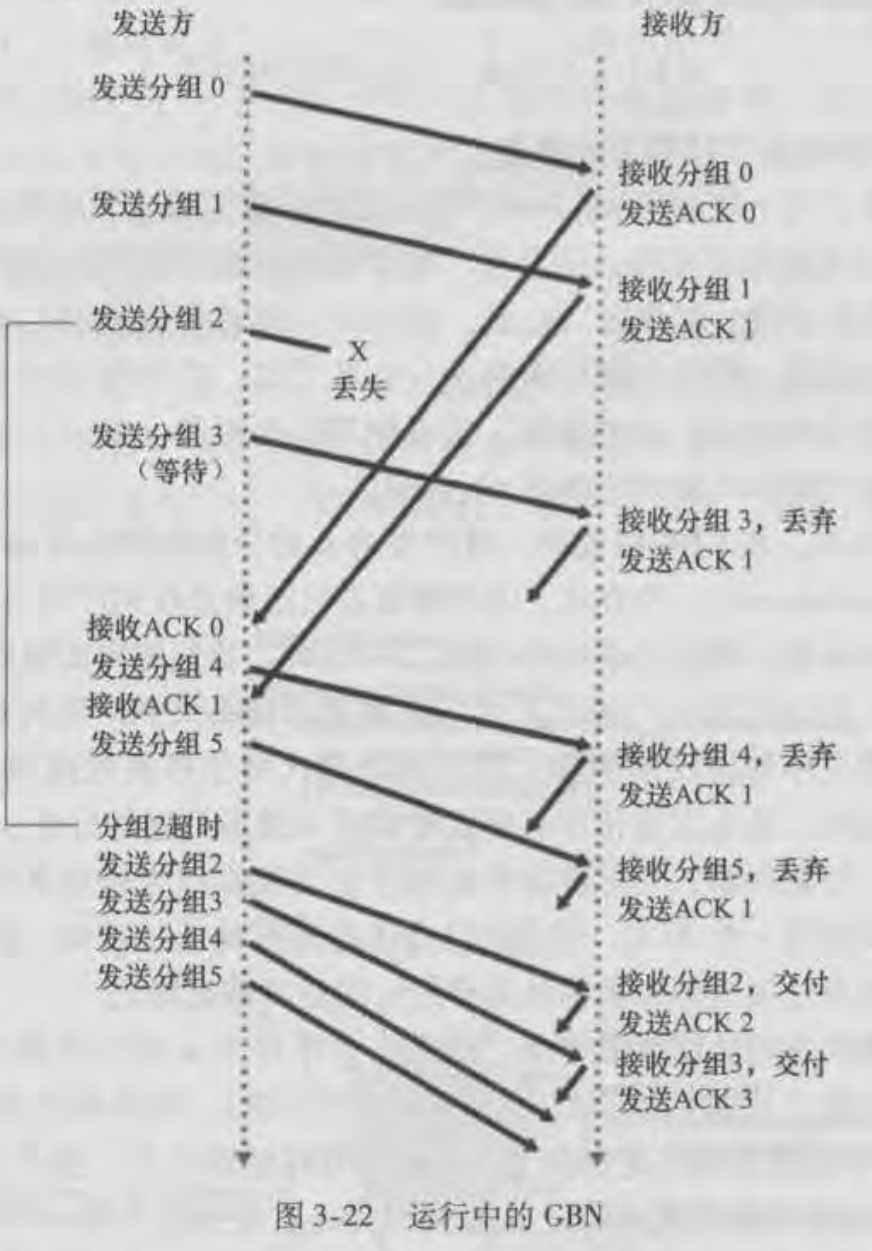 发送方
接收方
发送分组 0
接收分组 0
发送ACK 0
发送分组 1
接收分组 1
发送ACK 1
发送分组 2
X
丢失
发送分组 3
（等待）
接收分组 3，丢弃
发送ACK 1
接收ACK 0
发送分组 4
接收ACK 1
发送分组 5
接收分组 4，丢弃
发送ACK 1
分组2超时
发送分组2
发送分组3
发送分组4
发送分组5
接收分组5，丢弃
发送ACK 1
接收分组2，交付
发送ACK 2
接收分组3，交付
发送ACK 3
图 3-22 运行中的 GBN